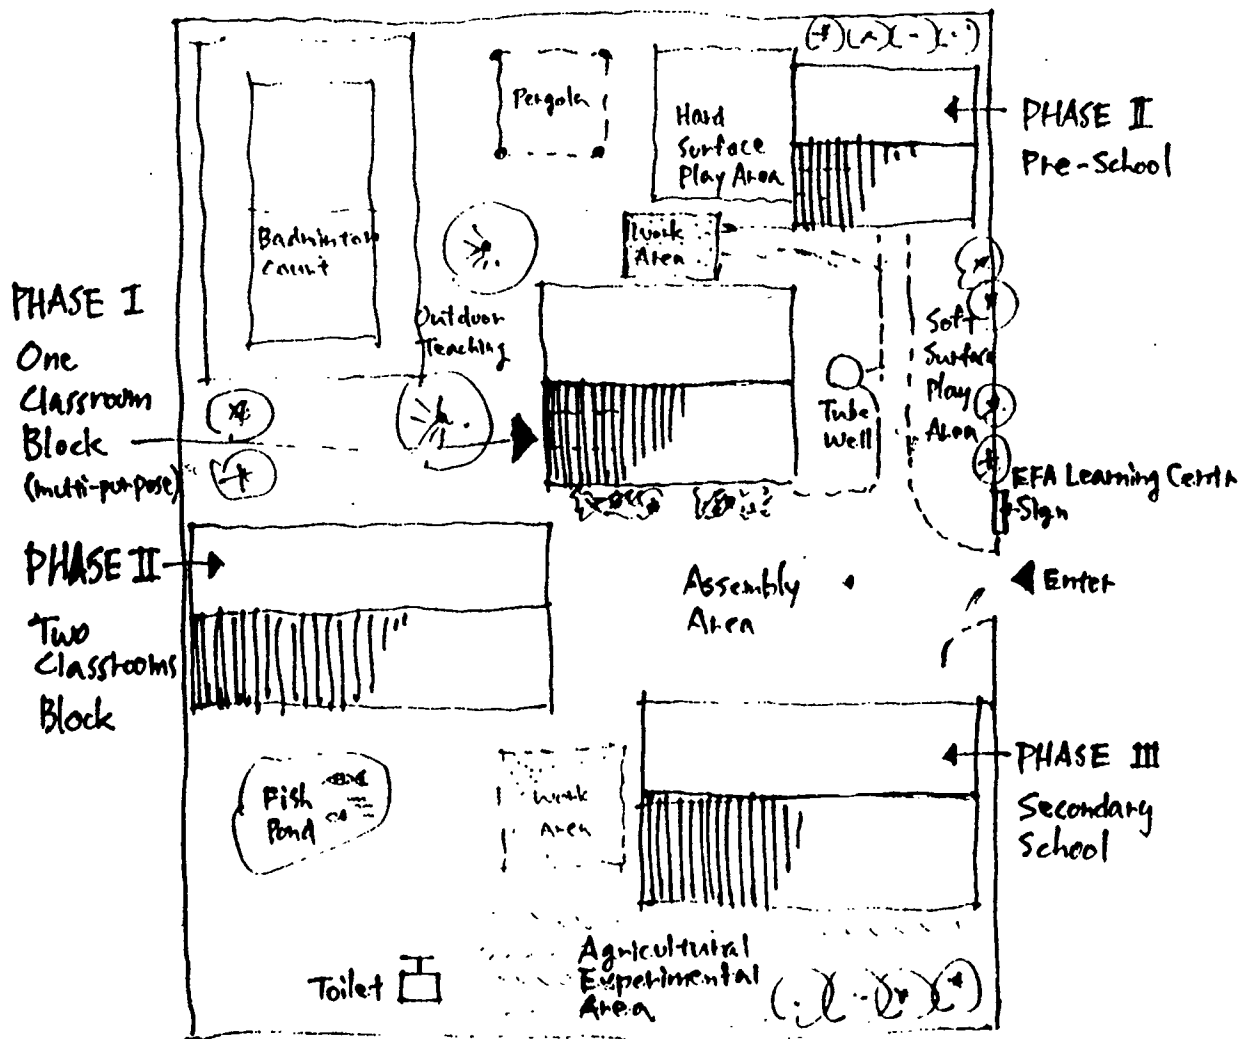 Pergola
Hard
Surface
Play Area
PHASE II
Pre-School
Badminton
Court
Work
Area
PHASE I
One
Classroom
Block
(multi-purpose)
Outdoor
Teaching
Tube
Well
Soft
Surface
Play
Area
EFA Learning Centr
Sign
PHASE II
Two
Classrooms
Block
Assembly
Area
Enter
PHASE III
Secondary
School
Fish
Pond
Work
Area
Toilet
Agricultural
Experimental
Area